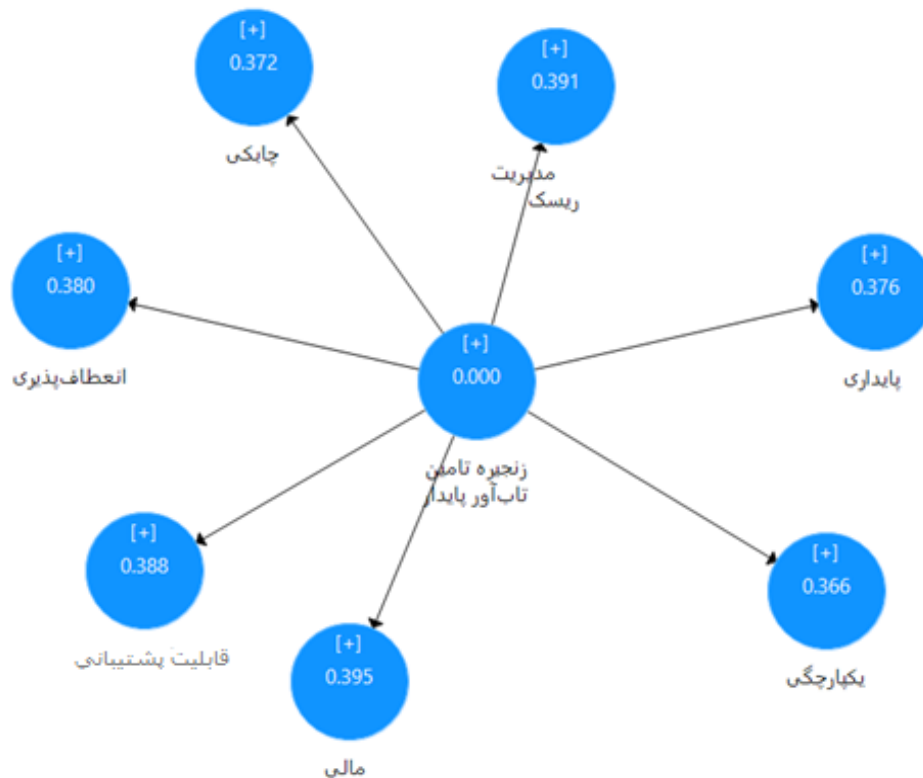 [+]
0.372
چابکی
[+]
0.391
مدیریت
ریسک
[+]
0.380
انعطاف‌پذیری
[+]
0.376
پایداری
[+]
0.000
زنجیره تامین
تاب‌آور پایدار
[+]
0.388
قابلیت پشتیبانی
[+]
0.395
مالی
[+]
0.366
یکپارچگی